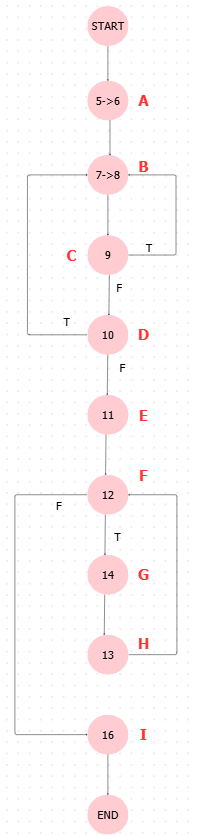 START
5->6 A
7->8 B
C 9 T
F
T
10 D
F
11 E
F
12
F
T
14 G
13 H
16 I
END